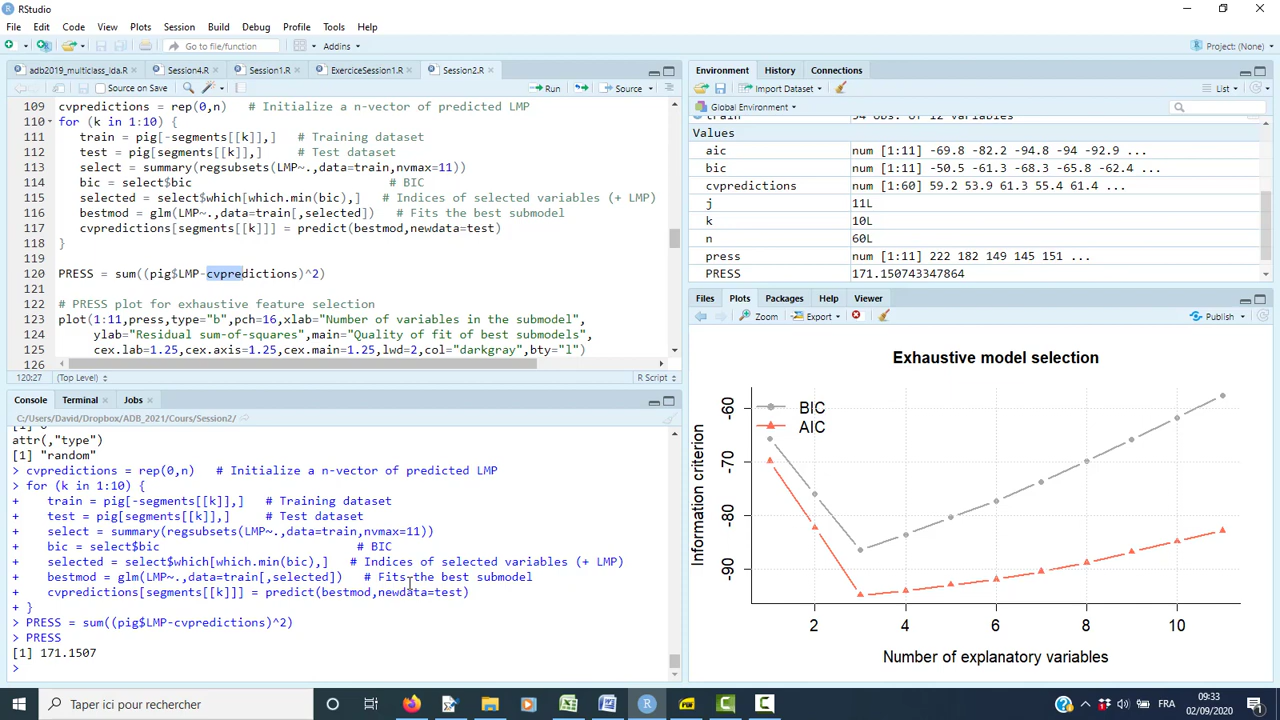 RStudio
File Edit Code View Plots Session Build Debug Profile Tools Help
Go to file/function Addins Project: (None)
adb2019_multiclass_lda.R Session4.R Session1.R ExerciceSession1.R Session2.R
Source on Save Run Source
109 cvpredictions = rep(0,n)   # Initialize a n-vector of predicted LMP
110 for (k in 1:10) {
111 train = pig[-segments[[k]],]   # Training dataset
112 test = pig[segments[[k]],]   # Test dataset
113 select = summary(regsubsets(LMP~.,data=train,nvmax=11))
114 bic = select$bic   # BIC
115 selected = select$which[which.min(bic),]   # Indices of selected variables (+ LMP)
116 bestmod = glm(LMP~.,data=train[,selected])   # Fits the best submodel
117 cvpredictions[segments[[k]]] = predict(bestmod,newdata=test)
118 }
119
120 PRESS = sum((pig$LMP-cvpredictions)^2)
121
122 # PRESS plot for exhaustive feature selection
123 plot(1:11,press,type="b",pch=16,xlab="Number of variables in the submodel",
124 ylab="Residual sum-of-squares",main="Quality of fit of best submodels",
125 cex.lab=1.25,cex.axis=1.25,cex.main=1.25,lwd=2,col="darkgray",bty="l")
126
120:27 (Top Level) R Script
Console Terminal Jobs
C:/Users/David/Dropbox/ADB_2021/Cours/Session2/
attr(,"type")
[1] "random"
> cvpredictions = rep(0,n)   # Initialize a n-vector of predicted LMP
> for (k in 1:10) {
+ train = pig[-segments[[k]],]   # Training dataset
+ test = pig[segments[[k]],]   # Test dataset
+ select = summary(regsubsets(LMP~.,data=train,nvmax=11))
+ bic = select$bic   # BIC
+ selected = select$which[which.min(bic),]   # Indices of selected variables (+ LMP)
+ bestmod = glm(LMP~.,data=train[,selected])   # Fits the best submodel
+ cvpredictions[segments[[k]]] = predict(bestmod,newdata=test)
+ }
> PRESS = sum((pig$LMP-cvpredictions)^2)
> PRESS
[1] 171.1507
>
Environment History Connections
Import Dataset List
Global Environment
train 54 obs. of 12 variables
Values
aic num [1:11] -69.8 -82.2 -94.8 -94 -92.9 ...
bic num [1:11] -50.5 -61.3 -68.3 -65.8 -62.4 ...
cvpredictions num [1:60] 59.2 53.9 61.3 55.4 61.4 ...
j 11L
k 10L
n 60L
press num [1:11] 222 182 149 145 151 ...
PRESS 171.150743347864
Files Plots Packages Help Viewer
Zoom Export Publish
Exhaustive model selection
BIC
AIC
Information criterion
-60
-70
-80
-90
2 4 6 8 10
Number of explanatory variables
Taper ici pour rechercher
FRA
09:33
02/09/2020